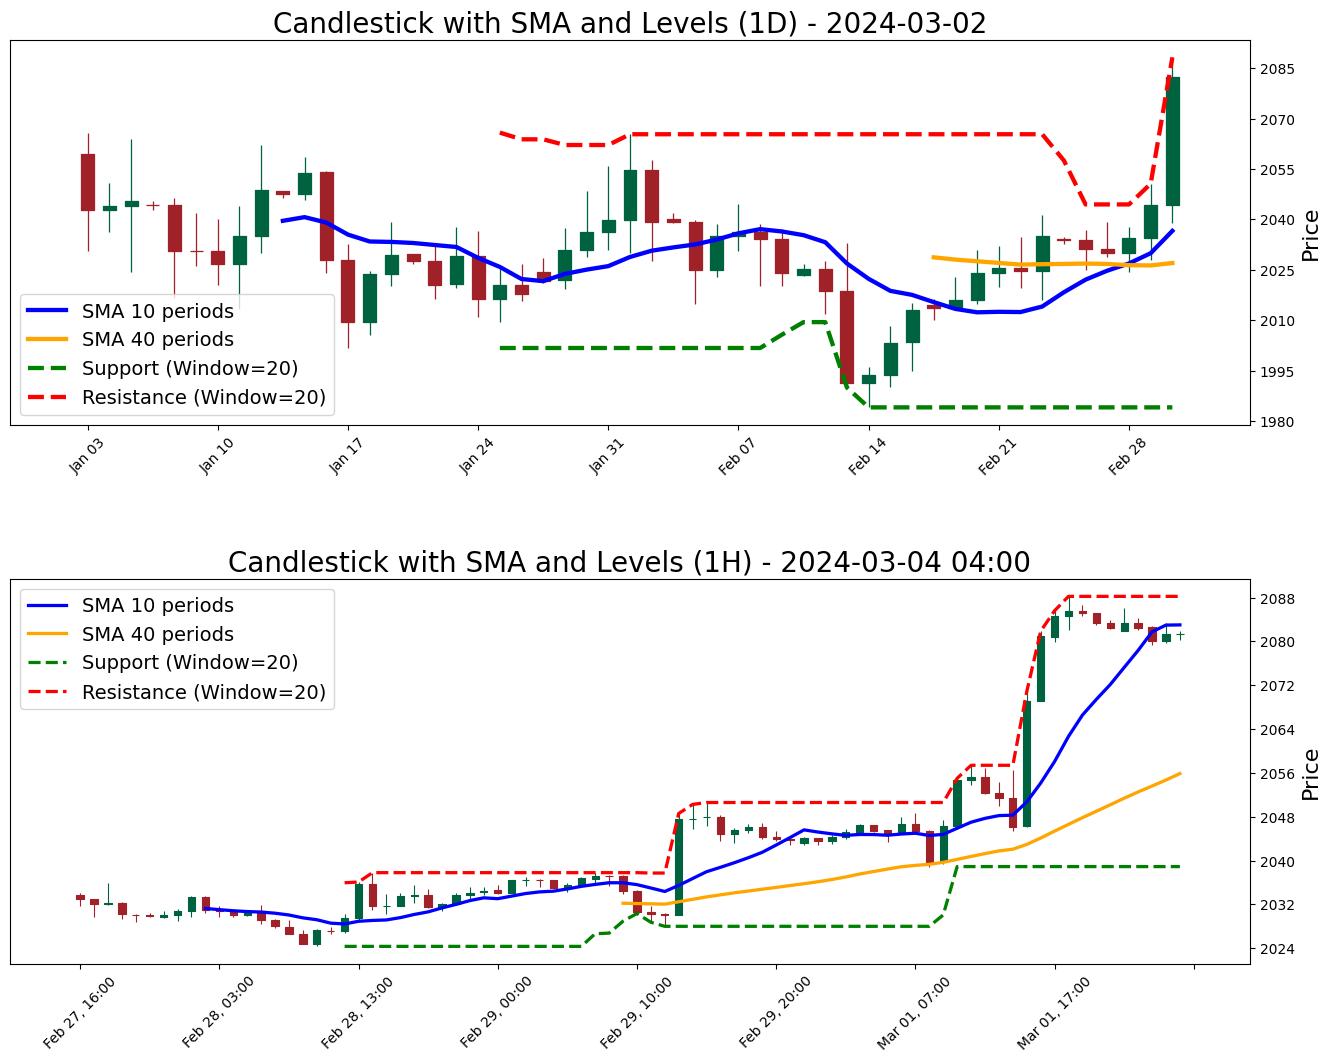 Candlestick with SMA and Levels (1D) - 2024-03-02
2085
2070
2055
2040
2025
2010
1995
1980
Price
SMA 10 periods
SMA 40 periods
Support (Window=20)
Resistance (Window=20)
Jan 03
Jan 10
Jan 17
Jan 24
Jan 31
Feb 07
Feb 14
Feb 21
Feb 28
Candlestick with SMA and Levels (1H) - 2024-03-04 04:00
SMA 10 periods
SMA 40 periods
Support (Window=20)
Resistance (Window=20)
2088
2080
2072
2064
2056
2048
2040
2032
2024
Price
Feb 27, 16:00
Feb 28, 03:00
Feb 28, 13:00
Feb 29, 00:00
Feb 29, 10:00
Feb 29, 20:00
Mar 01, 07:00
Mar 01, 17:00